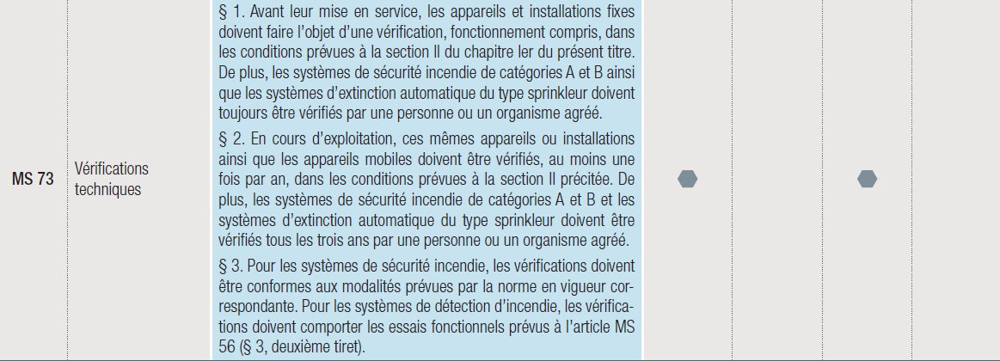 MS 73
Vérifications
techniques
§ 1. Avant leur mise en service, les appareils et installations fixes
doivent faire l'objet d'une vérification, fonctionnement compris, dans
les conditions prévues à la section II du chapitre Ier du présent titre.
De plus, les systèmes de sécurité incendie de catégories A et B ainsi
que les systèmes d'extinction automatique du type sprinkleur doivent
toujours être vérifiés par une personne ou un organisme agréé.
§ 2. En cours d'exploitation, ces mêmes appareils ou installations
ainsi que les appareils mobiles doivent être vérifiés, au moins une
fois par an, dans les conditions prévues à la section II précitée. De
plus, les systèmes de sécurité incendie de catégories A et B et les
systèmes d'extinction automatique du type sprinkleur doivent être
vérifiés tous les trois ans par une personne ou un organisme agréé.
§ 3. Pour les systèmes de sécurité incendie, les vérifications doivent
être conformes aux modalités prévues par la norme en vigueur cor-
respondante. Pour les systèmes de détection d'incendie, les vérifica-
tions doivent comporter les essais fonctionnels prévus à l'article MS
56 (§ 3, deuxième tiret).